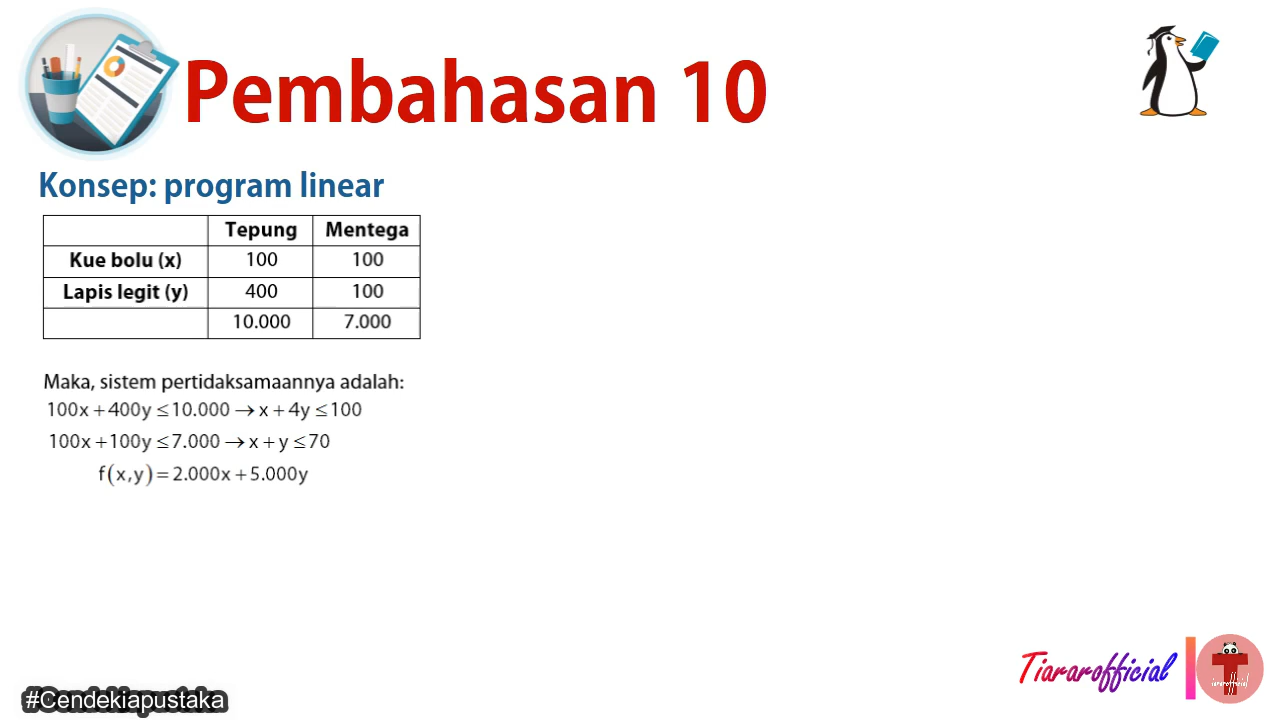 Pembahasan 10
Konsep: program linear
Tepung Mentega
Kue bolu (x) 100 100
Lapis legit (y) 400 100
10.000 7.000
Maka, sistem pertidaksamaannya adalah:
100x + 400y ≤ 10.000 → x + 4y ≤ 100
100x + 100y ≤ 7.000 → x + y ≤ 70
f(x,y) = 2.000x + 5.000y
Tiararofficial
T
tiararofficial
#Cendekiapustaka